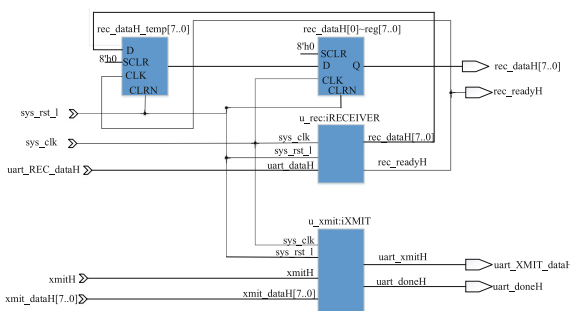 rec_dataH_temp[7..0]
rec_dataH[0]~reg[7..0]
D
8'h0
SCLR
CLK
CLRN
8'h0
SCLR
D
Q
CLK
CLRN
rec_dataH[7..0]
rec_readyH
sys_rst_l
sys_clk
uart_REC_dataH
u_rec:iRECEIVER
sys_clk
sys_rst_l
uart_dataH
rec_dataH[7..0]
rec_readyH
u_xmit:iXMIT
sys_clk
sys_rst_l
xmitH
xmit_dataH[7..0]
uart_xmitH
uart_doneH
xmitH
xmit_dataH[7..0]
uart_XMIT_dataH
uart_doneH